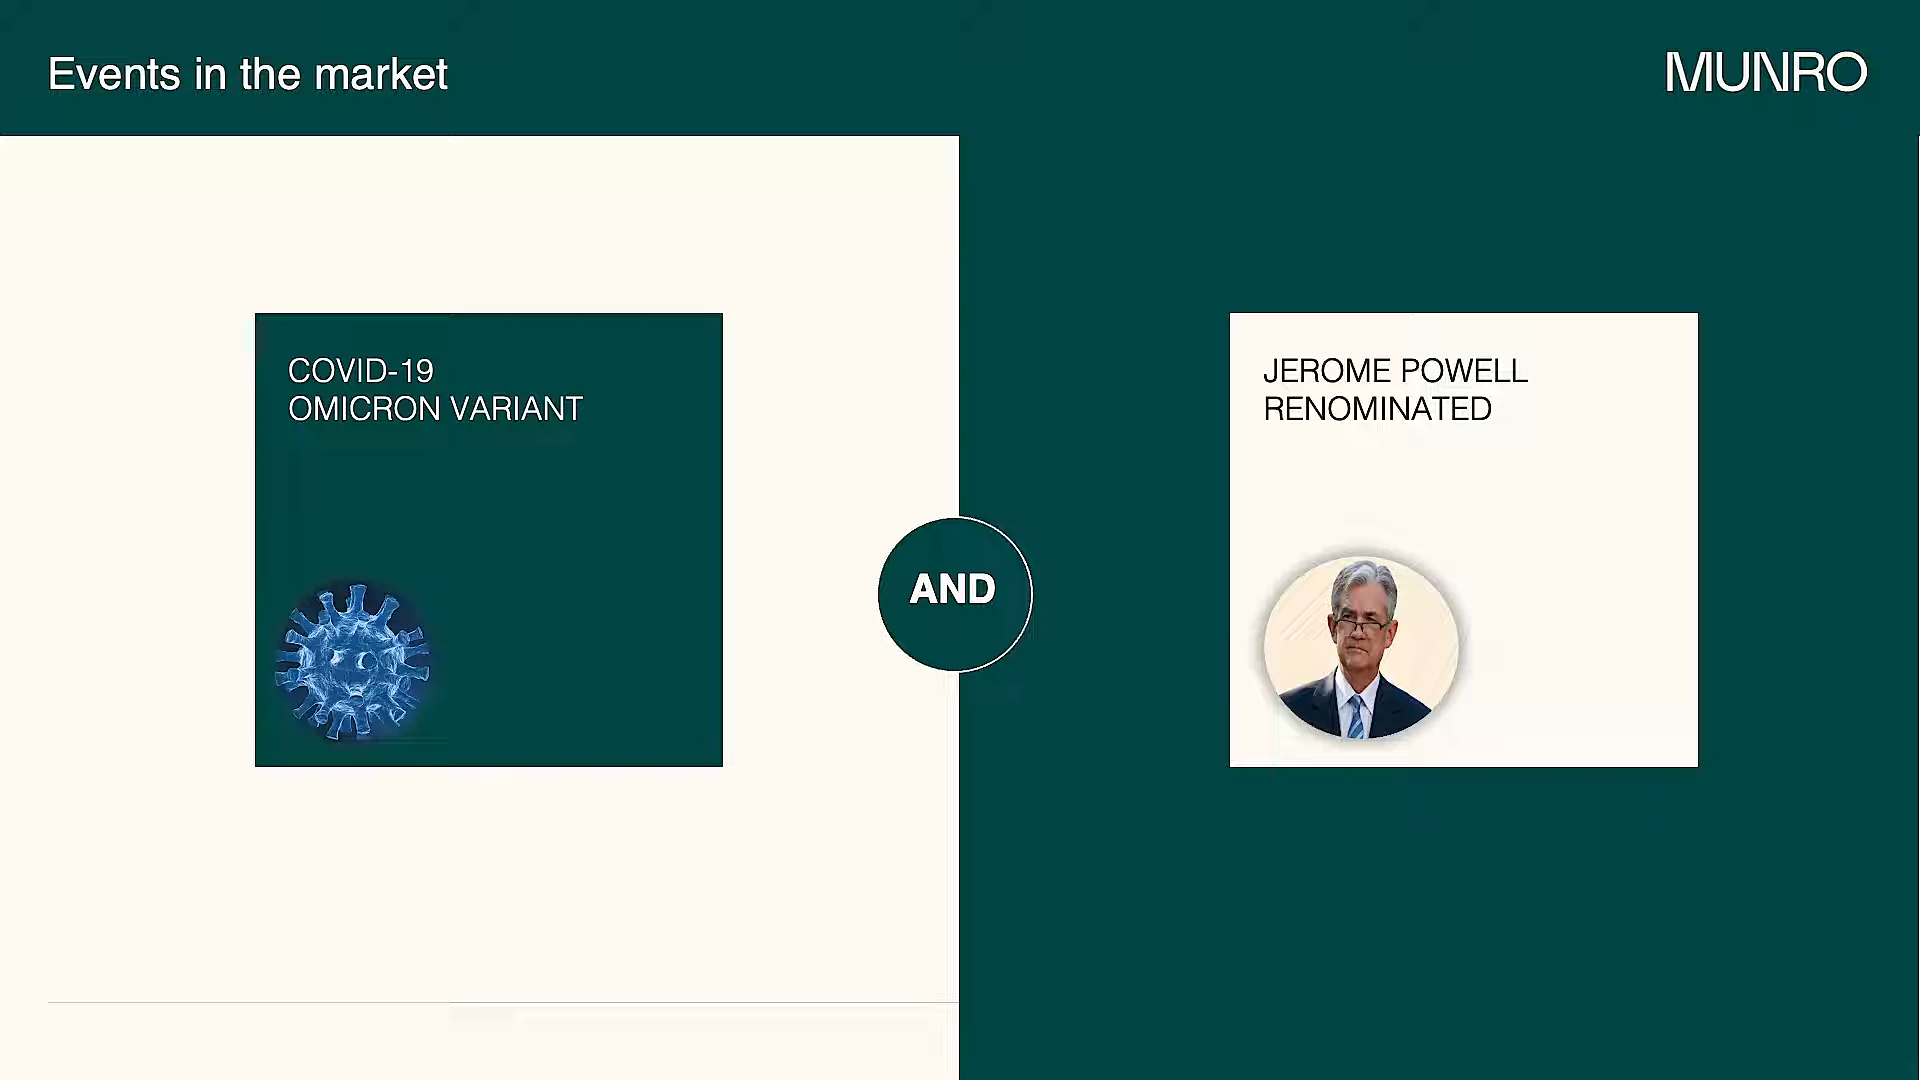 Events in the market
MUNRO
COVID-19
OMICRON VARIANT
AND
JEROME POWELL
RENOMINATED